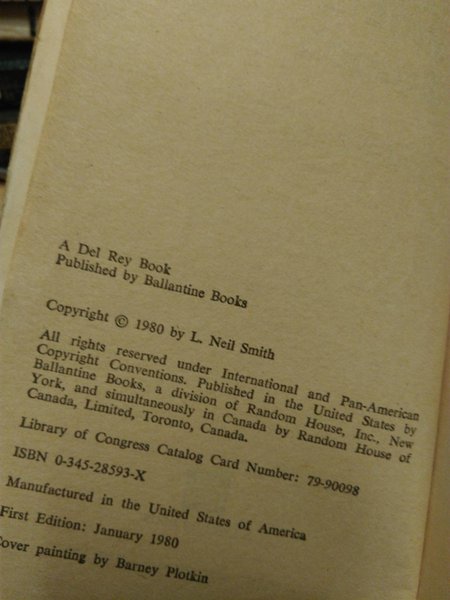 A Del Rey Book
Published by Ballantine Books
Copyright © 1980 by L. Neil Smith
All rights reserved under International and Pan-American
Copyright Conventions. Published in the United States by
Ballantine Books, a division of Random House, Inc., New
York, and simultaneously in Canada by Random House of
Canada, Limited, Toronto, Canada.
Library of Congress Catalog Card Number: 79-90098
ISBN 0-345-28593-X
Manufactured in the United States of America
First Edition: January 1980
Cover painting by Barney Plotkin